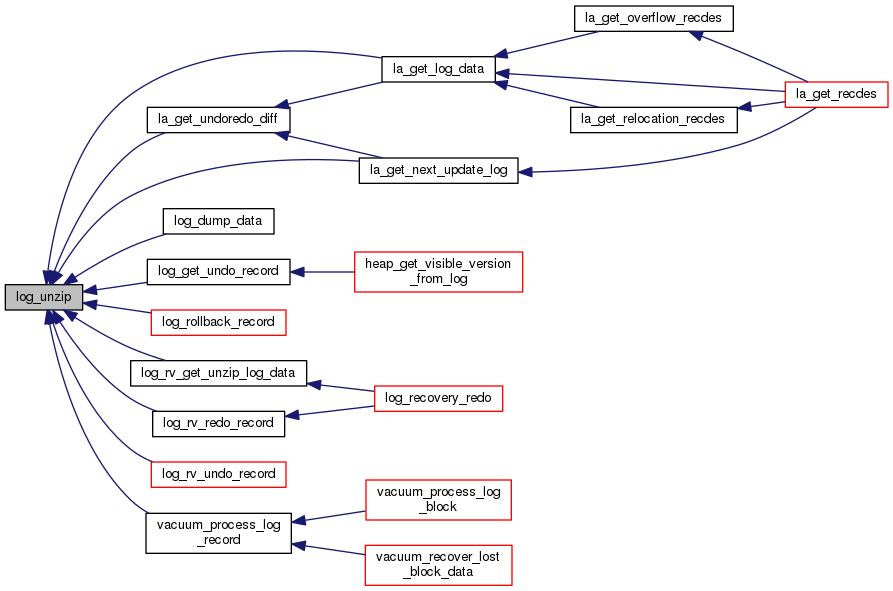 la_get_overflow_recdes
la_get_log_data
la_get_recdes
la_get_undoredo_diff
la_get_relocation_recdes
la_get_next_update_log
log_dump_data
log_get_undo_record
heap_get_visible_version
_from_log
log_unzip
log_rollback_record
log_rv_get_unzip_log_data
log_recovery_redo
log_rv_redo_record
log_rv_undo_record
vacuum_process_log
_block
vacuum_process_log
_record
vacuum_recover_lost
_block_data